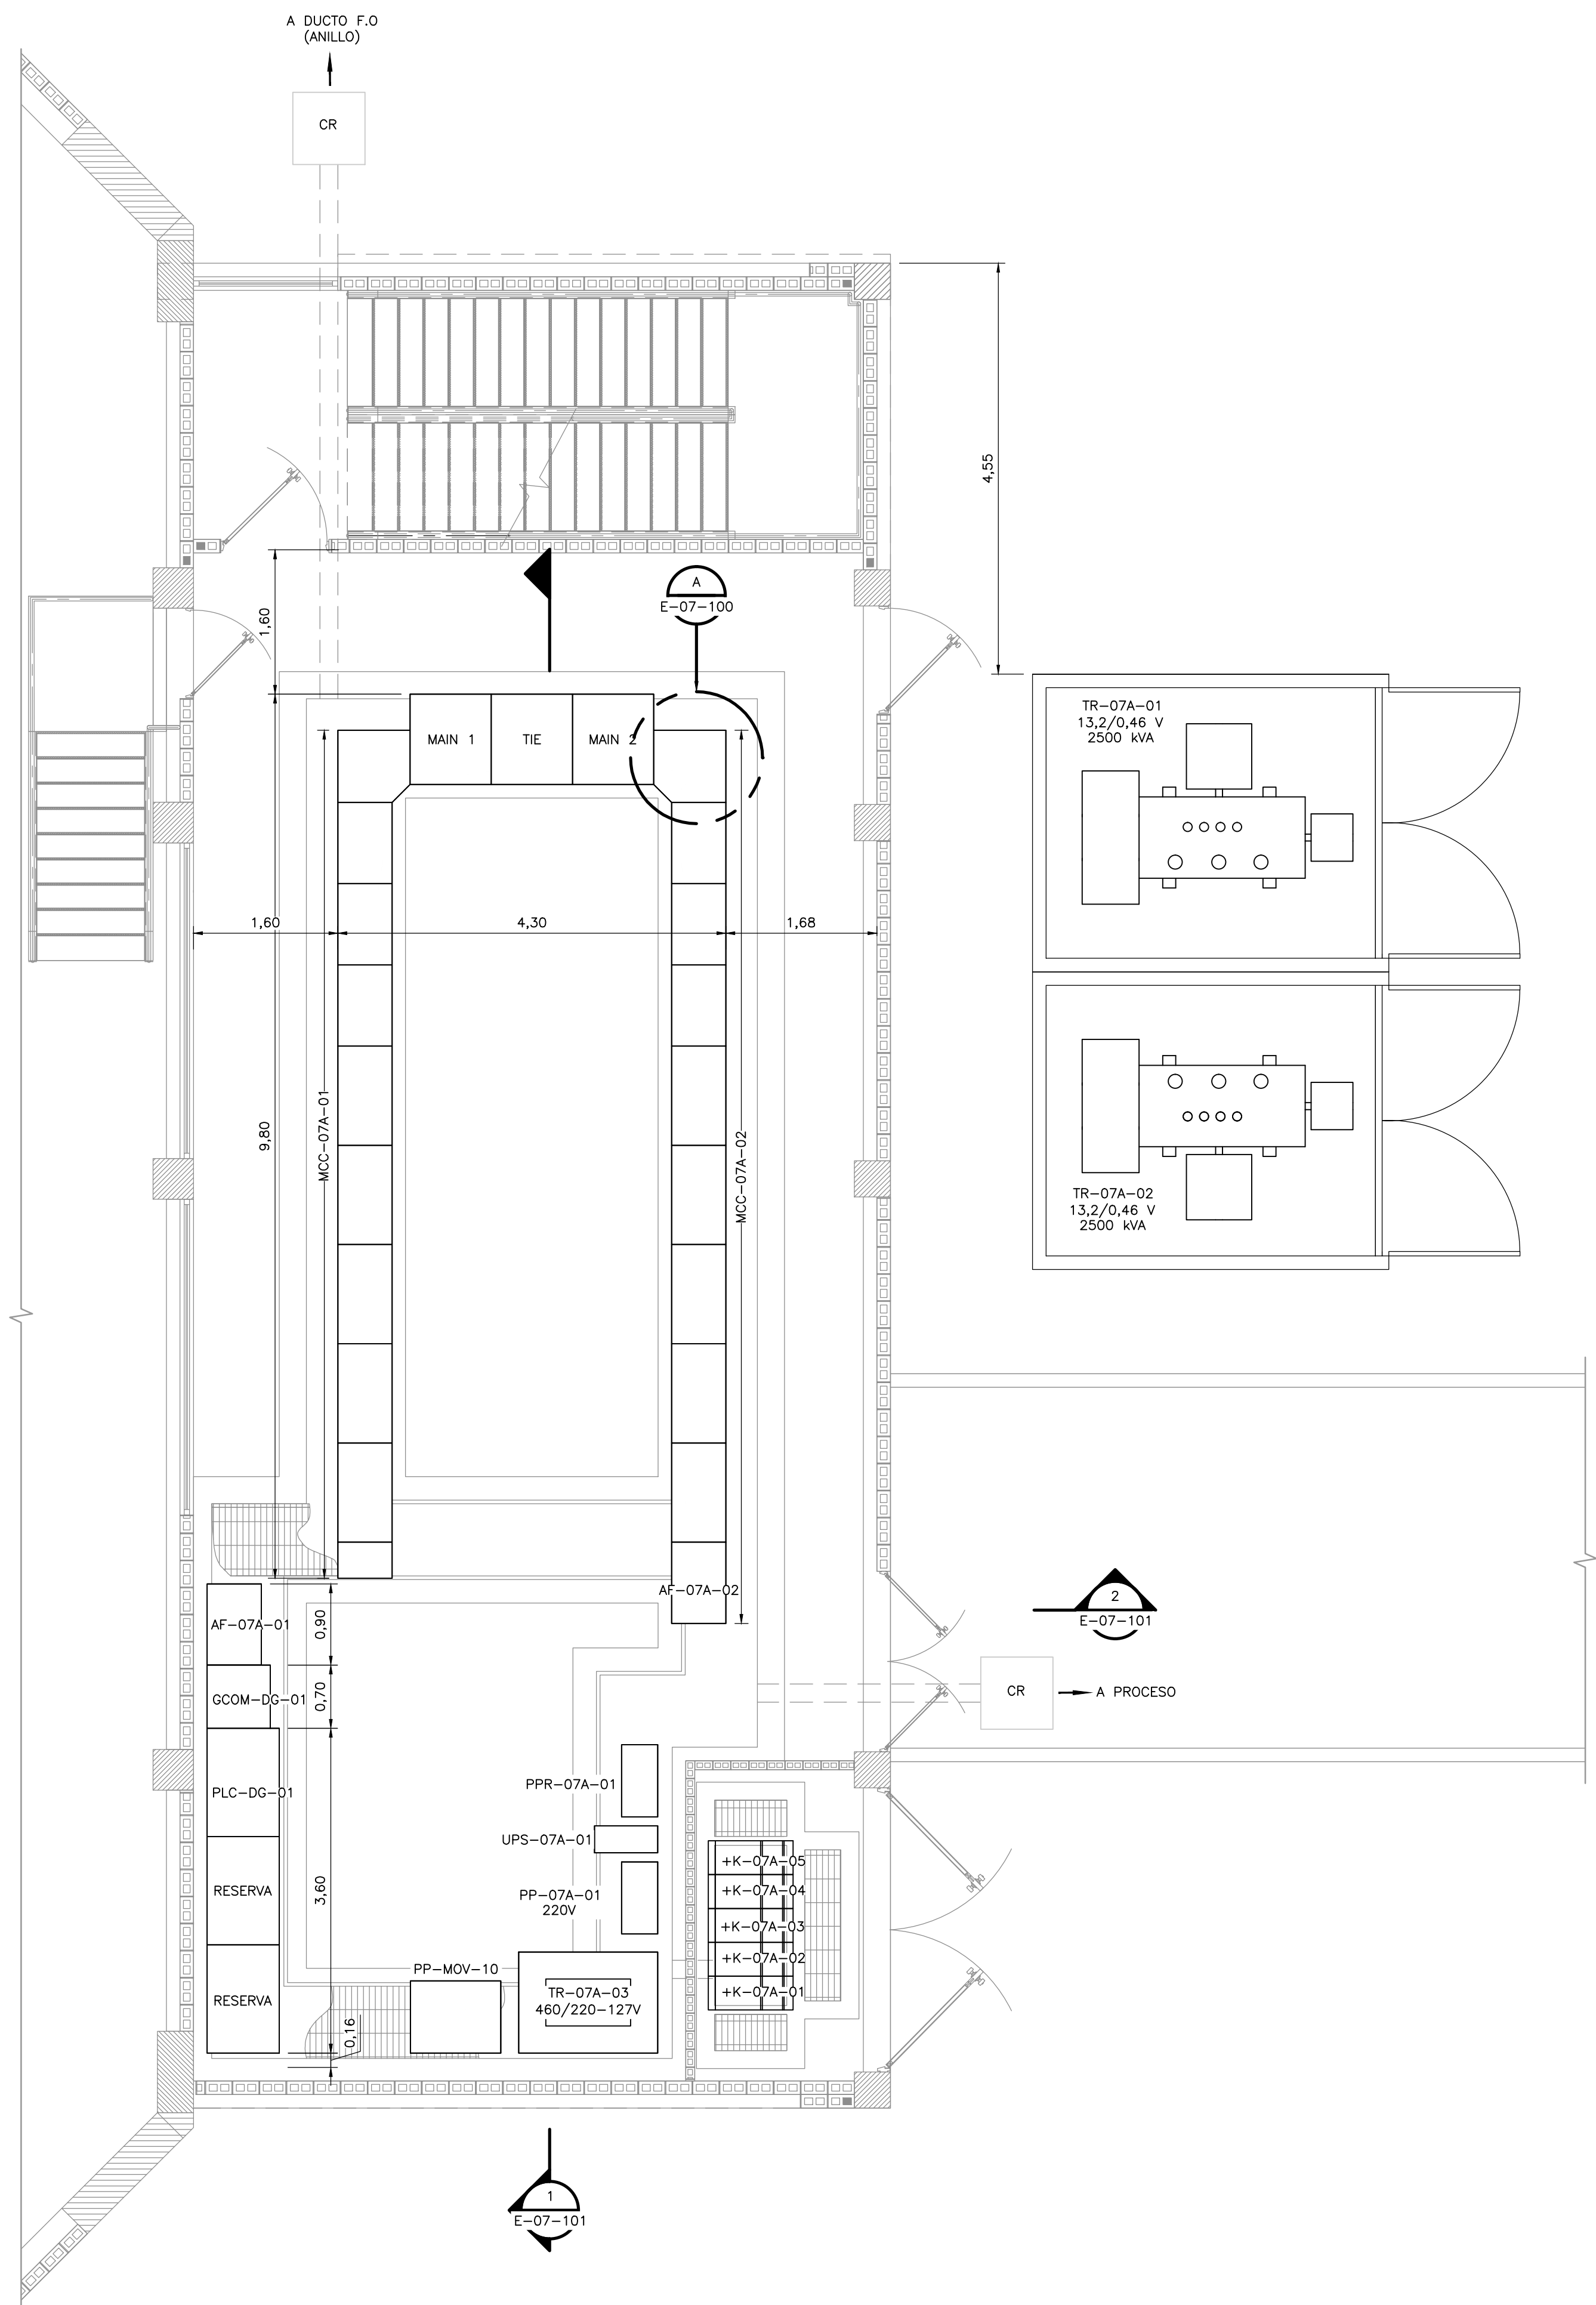 A DUCTO F.O
(ANILLO)
CR
4,55
1,60
A
E-07-100
MAIN 1
TIE
MAIN 2
TR-07A-01
13,2/0,46 V
2500 kVA
1,60
4,30
1,68
9,80
MCC-07A-01
MCC-07A-02
TR-07A-02
13,2/0,46 V
2500 kVA
AF-07A-02
AF-07A-01
0,90
2
E-07-101
GCOM-DG-01
0,70
CR
A PROCESO
PLC-DG-01
PPR-07A-01
UPS-07A-01
+K-07A-05
RESERVA
3,60
PP-07A-01
220V
+K-07A-04
+K-07A-03
+K-07A-02
PP-MOV-10
+K-07A-01
RESERVA
TR-07A-03
460/220-127V
0,16
1
E-07-101